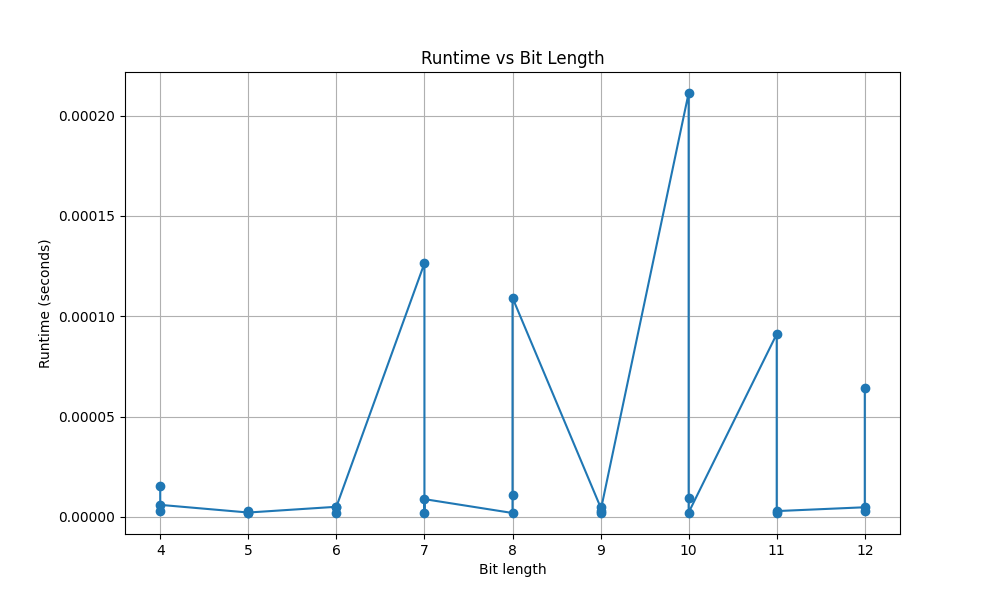 Runtime vs Bit Length
Runtime (seconds)
0.00020
0.00015
0.00010
0.00005
0.00000
4 5 6 7 8 9 10 11 12
Bit length